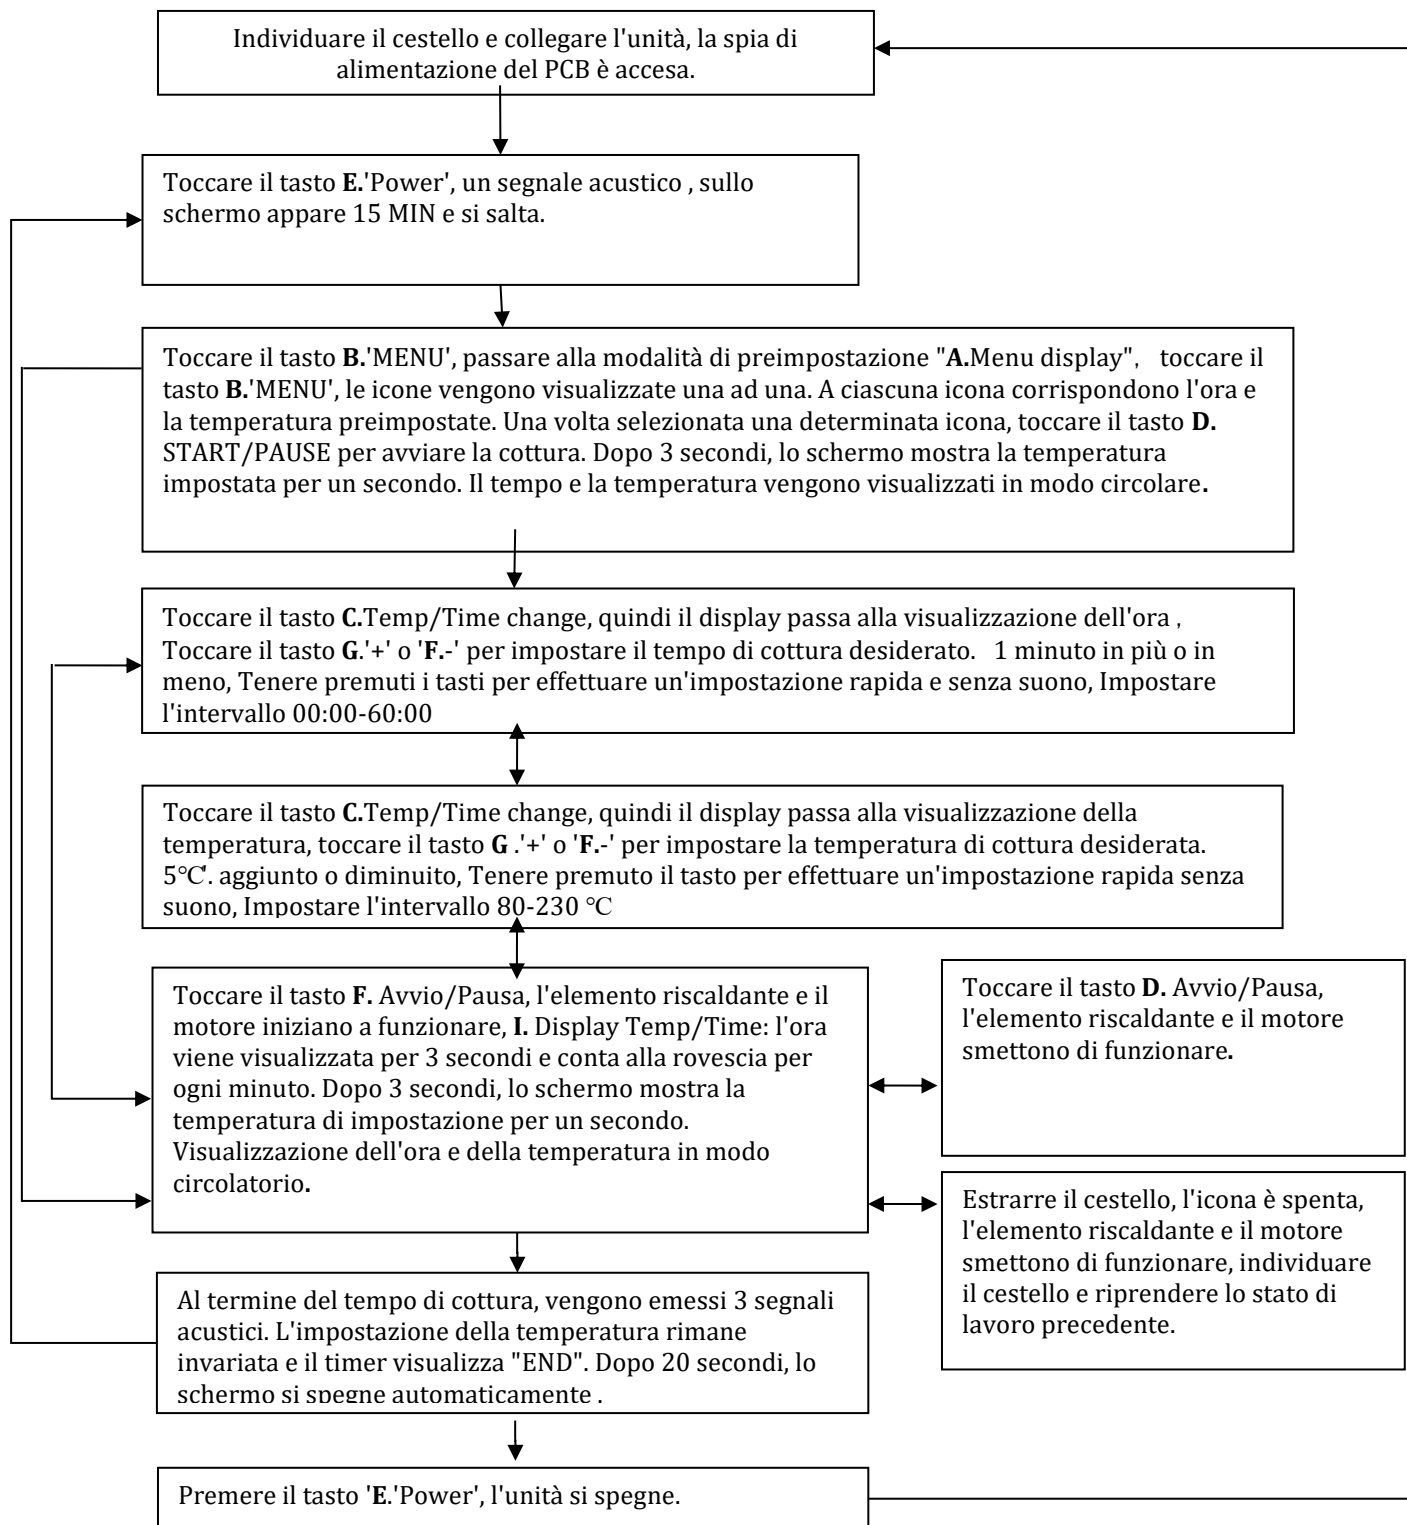 Individuare il cestello e collegare l'unità, la spia di
alimentazione del PCB è accesa.
Toccare il tasto E.'Power', un segnale acustico , sullo
schermo appare 15 MIN e si salta.
Toccare il tasto B.'MENU', passare alla modalità di preimpostazione "A.Menu display"， toccare il
tasto B.'MENU', le icone vengono visualizzate una ad una. A ciascuna icona corrispondono l'ora e
la temperatura preimpostate. Una volta selezionata una determinata icona, toccare il tasto D.
START/PAUSE per avviare la cottura. Dopo 3 secondi, lo schermo mostra la temperatura
impostata per un secondo. Il tempo e la temperatura vengono visualizzati in modo circolare.
Toccare il tasto C.Temp/Time change, quindi il display passa alla visualizzazione dell'ora ，
Toccare il tasto G.'+' o 'F.-' per impostare il tempo di cottura desiderato. 1 minuto in più o in
meno, Tenere premuti i tasti per effettuare un'impostazione rapida e senza suono, Impostare
l'intervallo 00:00-60:00
Toccare il tasto C.Temp/Time change, quindi il display passa alla visualizzazione della
temperatura, toccare il tasto G .'+' o 'F.-' per impostare la temperatura di cottura desiderata.
5℃'. aggiunto o diminuito, Tenere premuto il tasto per effettuare un'impostazione rapida senza
suono, Impostare l'intervallo 80-230 ℃
Toccare il tasto F. Avvio/Pausa, l'elemento riscaldante e il
motore iniziano a funzionare, I. Display Temp/Time: l'ora
viene visualizzata per 3 secondi e conta alla rovescia per
ogni minuto. Dopo 3 secondi, lo schermo mostra la
temperatura di impostazione per un secondo.
Visualizzazione dell'ora e della temperatura in modo
circolatorio.
Toccare il tasto D. Avvio/Pausa,
l'elemento riscaldante e il motore
smettono di funzionare.
Estrarre il cestello, l'icona è spenta,
l'elemento riscaldante e il motore
smettono di funzionare, individuare
il cestello e riprendere lo stato di
lavoro precedente.
Al termine del tempo di cottura, vengono emessi 3 segnali
acustici. L'impostazione della temperatura rimane
invariata e il timer visualizza "END". Dopo 20 secondi, lo
schermo si spegne automaticamente .
Premere il tasto 'E.'Power', l'unità si spegne.